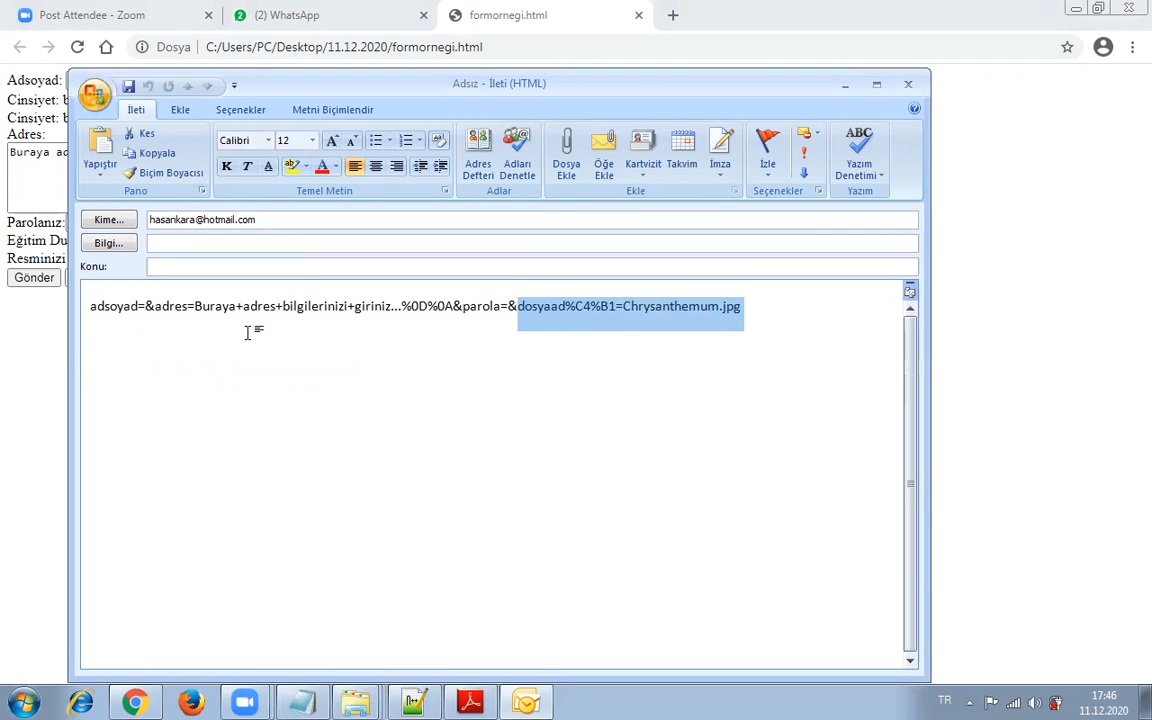 Post Attendee - Zoom
(2) WhatsApp
formornegi.html
Dosya
C:/Users/PC/Desktop/11.12.2020/formornegi.html
Adsoyad:
Cinsiyet: b
Cinsiyet: b
Adres:
Buraya ad
Parolanız:
Eğitim Du
Resminizi
Gönder
Adsız - İleti (HTML)
İleti
Ekle
Seçenekler
Metni Biçimlendir
Yapıştır
Kes
Kopyala
Biçim Boyacısı
Pano
Calibri
12
K T A
Temel Metin
Adres Defteri
Adları Denetle
Adlar
Dosya Ekle
Öğe Ekle
Kartvizit
Takvim
İmza
Ekle
İzle
Seçenekler
ABC
Yazım Denetimi
Yazım
Kime...
hasankara@hotmail.com
Bilgi...
Konu:
adsoyad=&adres=Buraya+adres+bilgilerinizi+giriniz...%0D%0A&parola=&dosyaad%C4%B1=Chrysanthemum.jpg
TR
17:46
11.12.2020